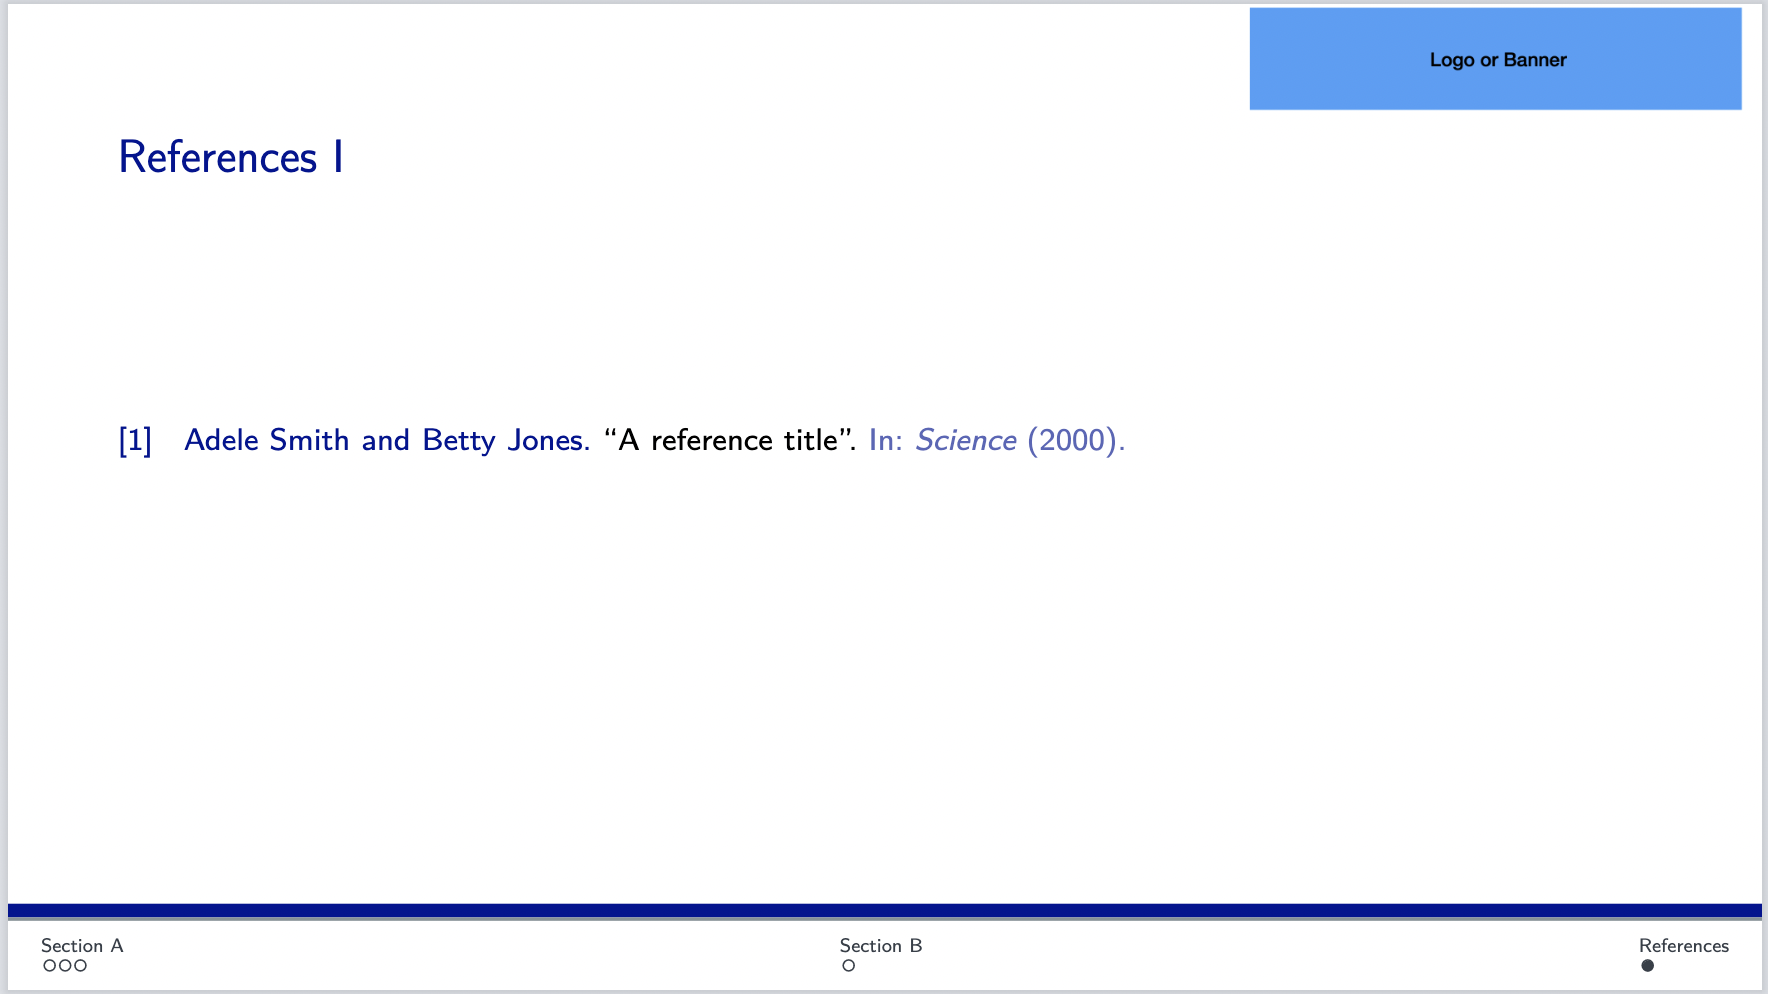 Logo or Banner
References I
[1] Adele Smith and Betty Jones. “A reference title”. In: Science (2000).
Section A
Section B
References